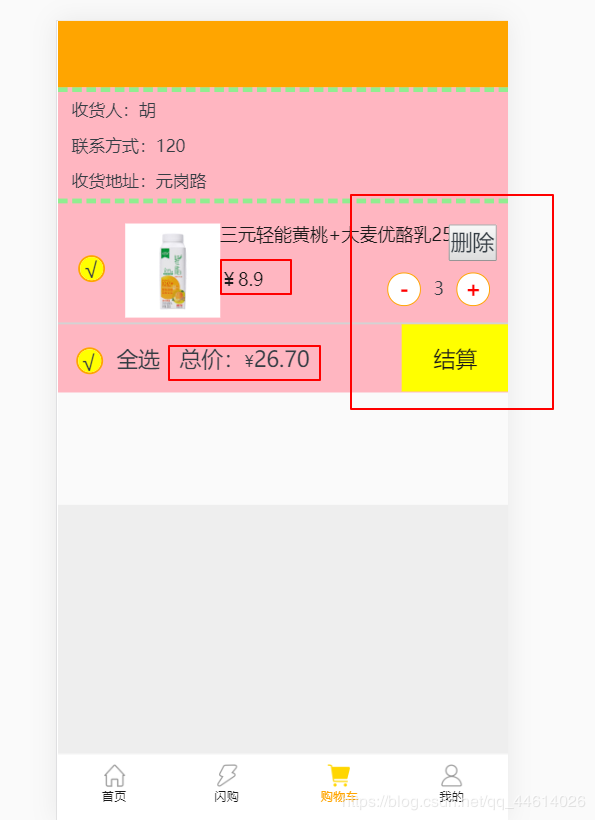 收货人：胡
联系方式：120
收货地址：元岗路
三元轻能黄桃+大麦优酪乳25
删除
√
￥8.9
- 3 +
√ 全选 总价：¥26.70 结算
首页 闪购 购物车 我的
https://blog.csdn.net/qq_44614026